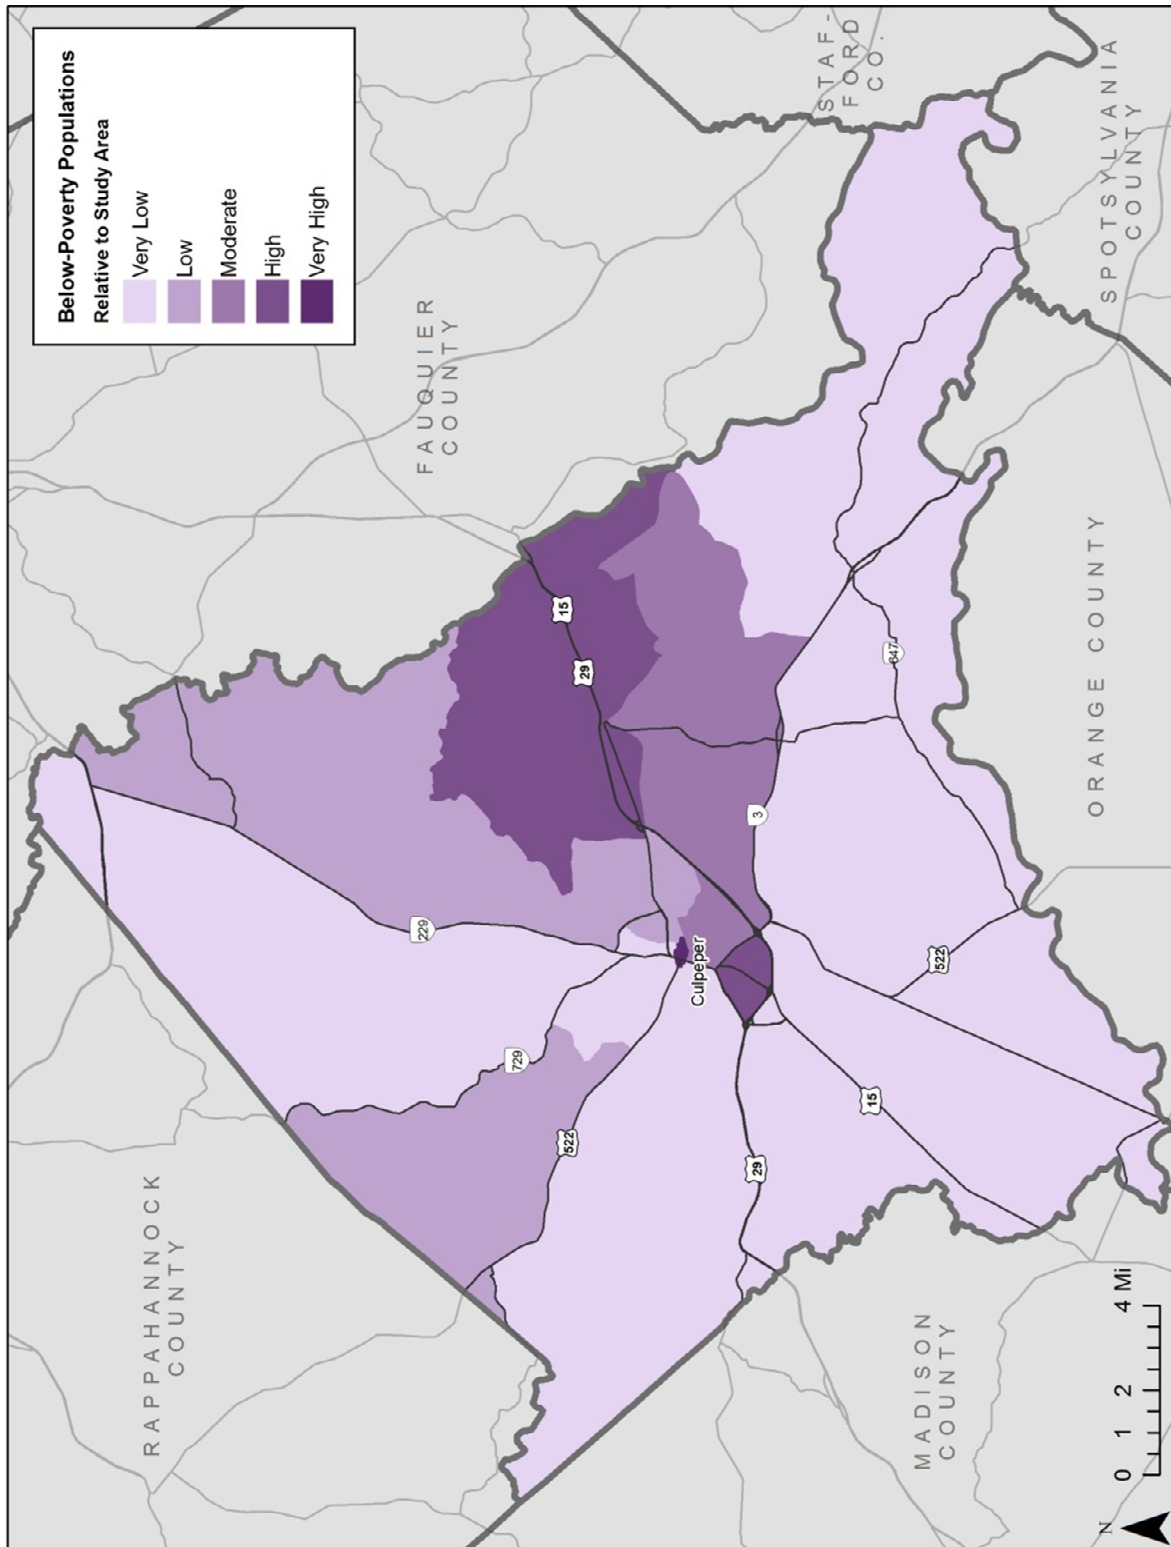 Below-Poverty Populations
Relative to Study Area
Very Low
Low
Moderate
High
Very High
RAPPAHANNOCK
COUNTY
FAUQUIER
COUNTY
STAF-
FORD
CO.
SPOTSYLVANIA
COUNTY
ORANGE COUNTY
MADISON
COUNTY
Culpeper
229
729
522
15
29
3
647
522
15
29
N
0 1 2 4 Mi